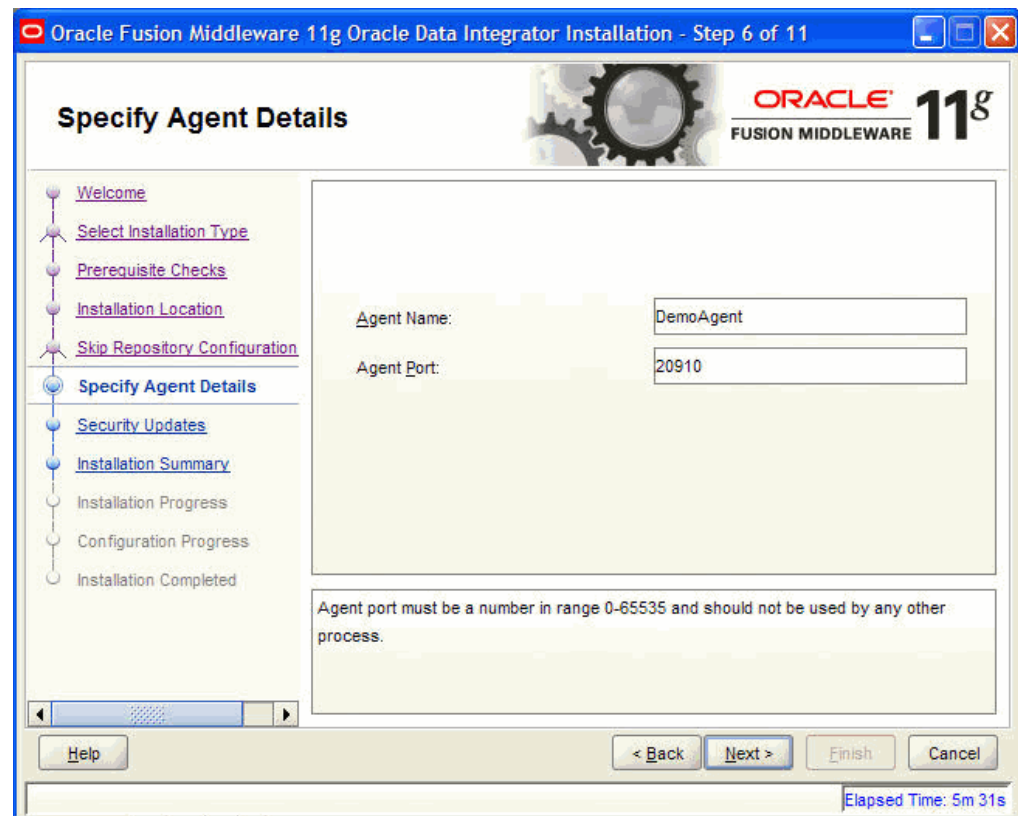 Oracle Fusion Middleware 11g Oracle Data Integrator Installation - Step 6 of 11
Specify Agent Details
ORACLE
FUSION MIDDLEWARE
11g
Welcome
Select Installation Type
Prerequisite Checks
Installation Location
Skip Repository Configuration
Specify Agent Details
Security Updates
Installation Summary
Installation Progress
Configuration Progress
Installation Completed
Agent Name:
DemoAgent
Agent Port:
20910
Agent port must be a number in range 0-65535 and should not be used by any other
process.
Help
< Back
Next >
Finish
Cancel
Elapsed Time: 5m 31s